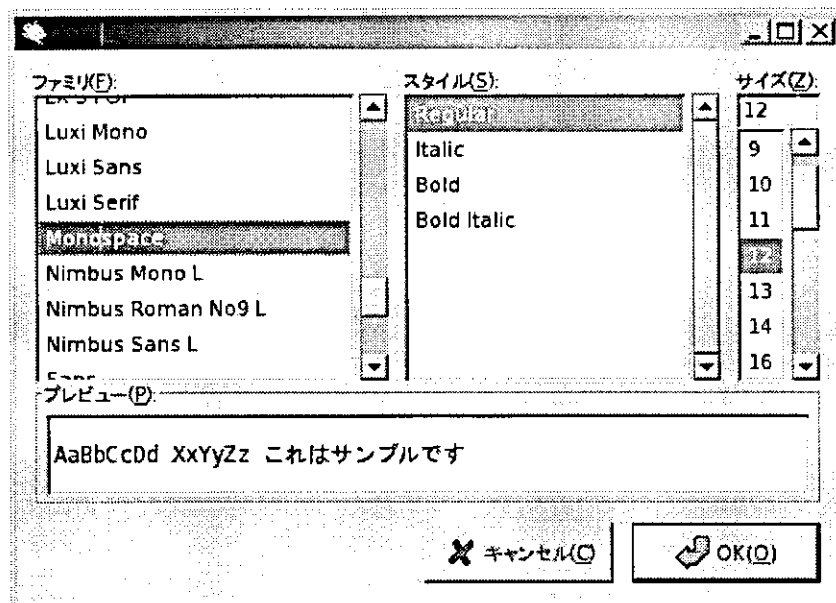 ファミリ(F):
スタイル(S):
サイズ(Z):
Luxi Mono
Luxi Sans
Luxi Serif
Monospace
Nimbus Mono L
Nimbus Roman No9 L
Nimbus Sans L
Regular
Italic
Bold
Bold Italic
12
9
10
11
12
13
14
16
プレビュー(P):
AaBbCcDd XxYyZz これはサンプルです
キャンセル(C)
OK(O)